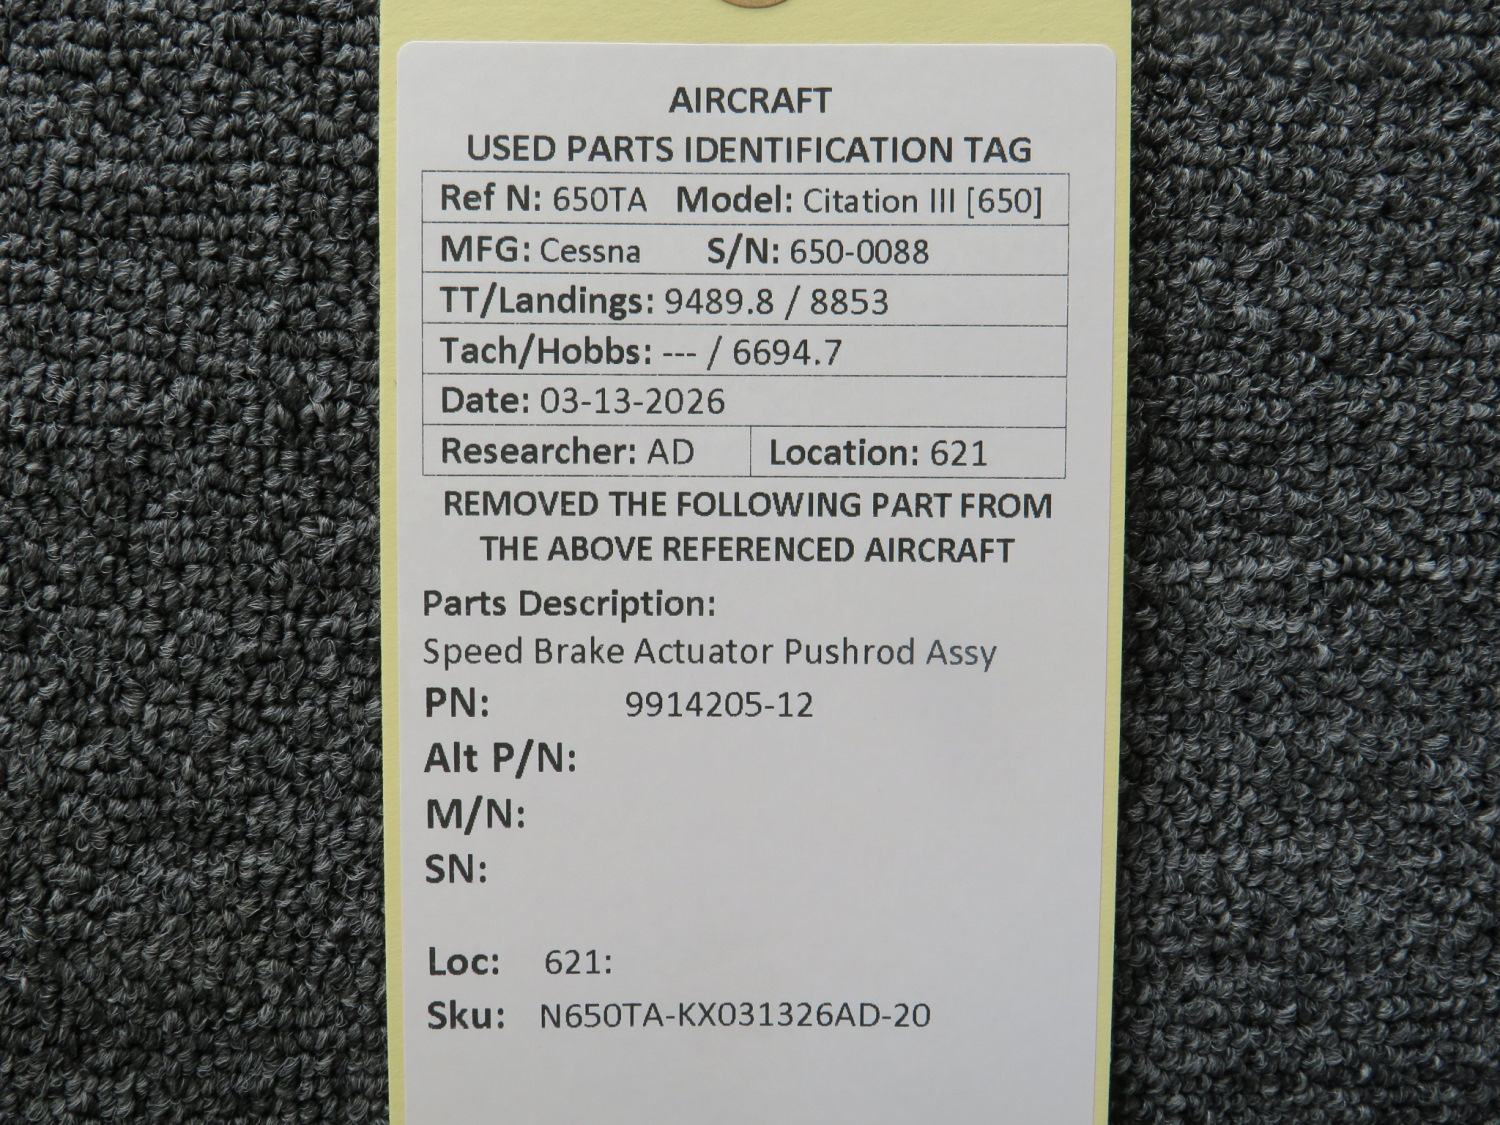 AIRCRAFT
USED PARTS IDENTIFICATION TAG
Ref N: 650TA Model: Citation III [650]
MFG: Cessna S/N: 650-0088
TT/Landings: 9489.8 / 8853
Tach/Hobbs: --- / 6694.7
Date: 03-13-2026
Researcher: AD Location: 621
REMOVED THE FOLLOWING PART FROM
THE ABOVE REFERENCED AIRCRAFT
Parts Description:
Speed Brake Actuator Pushrod Assy
PN: 9914205-12
Alt P/N:
M/N:
SN:
Loc: 621:
Sku: N650TA-KX031326AD-20